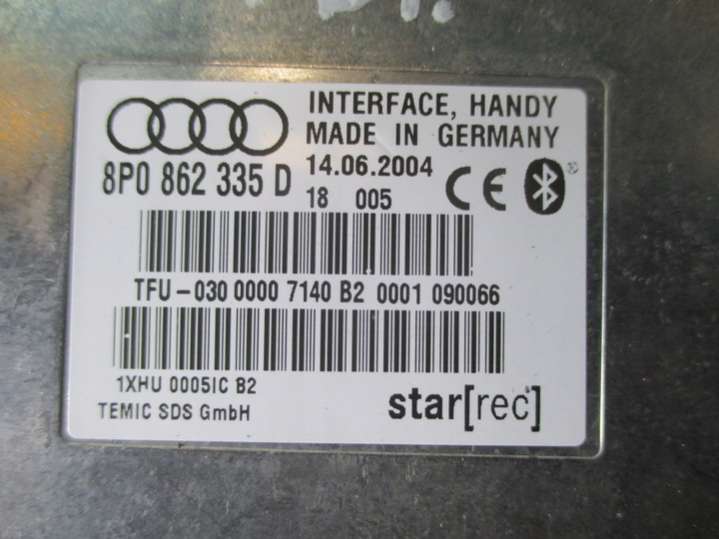 INTERFACE, HANDY
MADE IN GERMANY
8P0 862 335 D
14.06.2004
18 005
CE
TFU-030 0000 7140 B2 0001 090066
1XHU 0005IC B2
TEMIC SDS GmbH
star[rec]